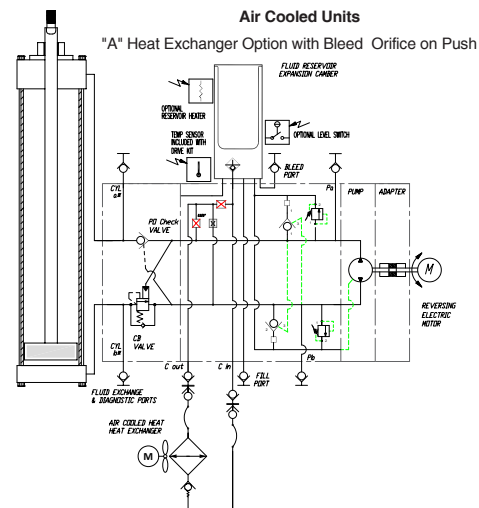 Air Cooled Units
"A" Heat Exchanger Option with Bleed Orifice on Push
FLUID RESERVOIR
EXPANSION CAMBER
OPTIONAL
RESERVOIR HEATER
TEMP SENSOR
INCLUDED WITH
DRIVE KIT
OPTIONAL LEVEL SWITCH
BLEED
PORT
CYL
a#
Pa
PUMP
ADAPTER
PO Check
VALVE
M
REVERSING
ELECTRIC
MOTOR
CYL
b#
CB
VALVE
Pb
C out
C in
FLUID EXCHANGE
& DIAGNOSTIC PORTS
FILL
PORT
AIR COOLED HEAT
HEAT EXCHANGER
M